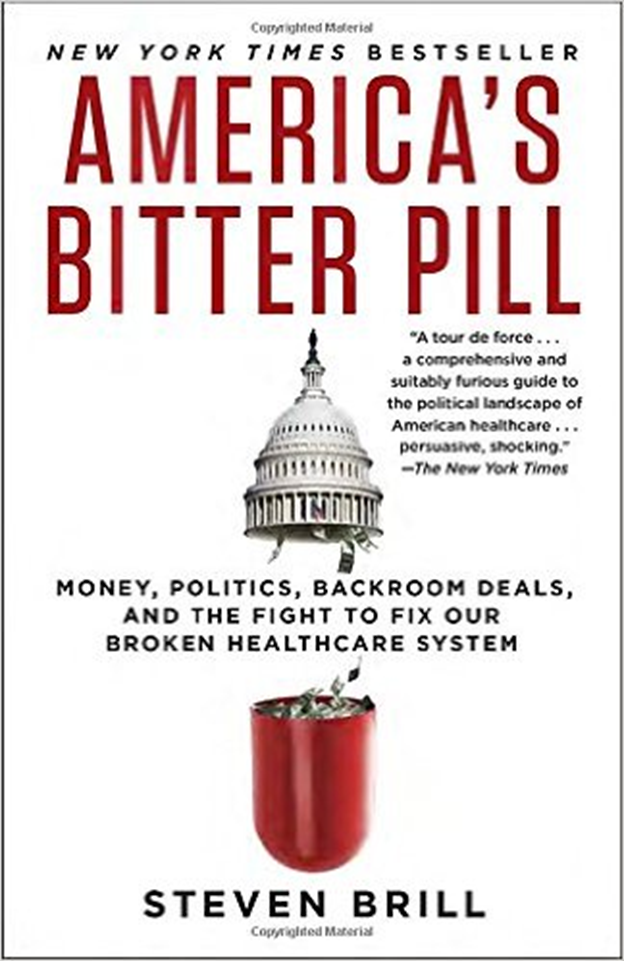 Copyrighted Material
NEW YORK TIMES BESTSELLER
AMERICA'S
BITTER PILL
"A tour de force . . .
a comprehensive and
suitably furious guide to
the political landscape of
American healthcare . . .
persuasive, shocking."
—The New York Times
MONEY, POLITICS, BACKROOM DEALS,
AND THE FIGHT TO FIX OUR
BROKEN HEALTHCARE SYSTEM
STEVEN BRILL
Copyrighted Material